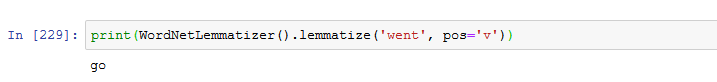 In [229]: print(WordNetLemmatizer().lemmatize('went', pos='v'))
go